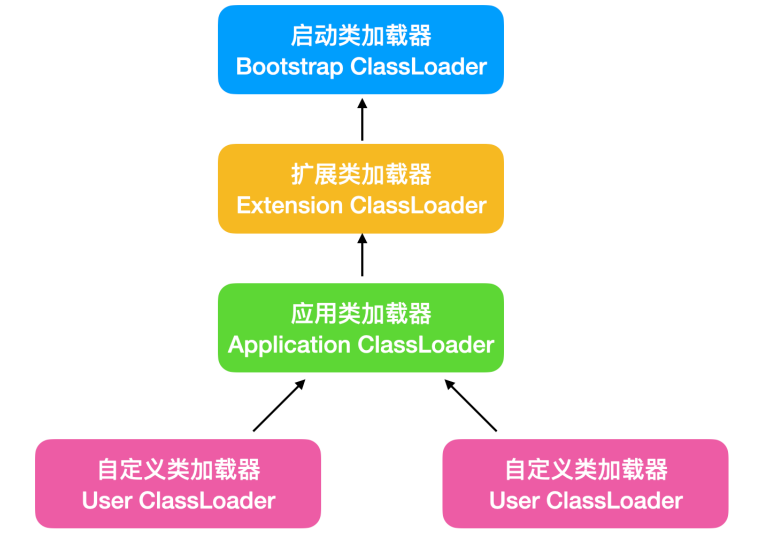 启动类加载器
Bootstrap ClassLoader
扩展类加载器
Extension ClassLoader
应用类加载器
Application ClassLoader
自定义类加载器
User ClassLoader
自定义类加载器
User ClassLoader